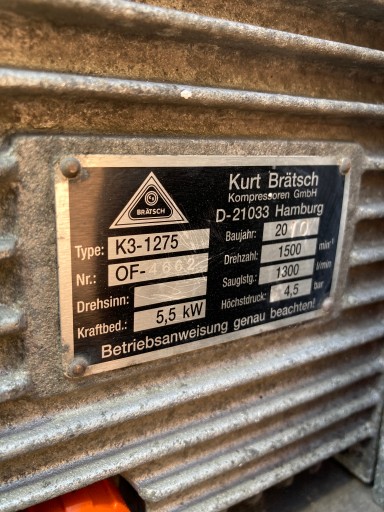 BRÄTSCH
Kurt Brätsch
Kompressoren GmbH
D-21033 Hamburg
Type: K3-1275
Nr.: OF-4662
Drehsinn:
Kraftbed.: 5,5 kW
Baujahr: 2010
Drehzahl: 1500 min⁻¹
Sauglstg.: 1300 l/min
Höchstdruck: 4,5 bar
Betriebsanweisung genau beachten!